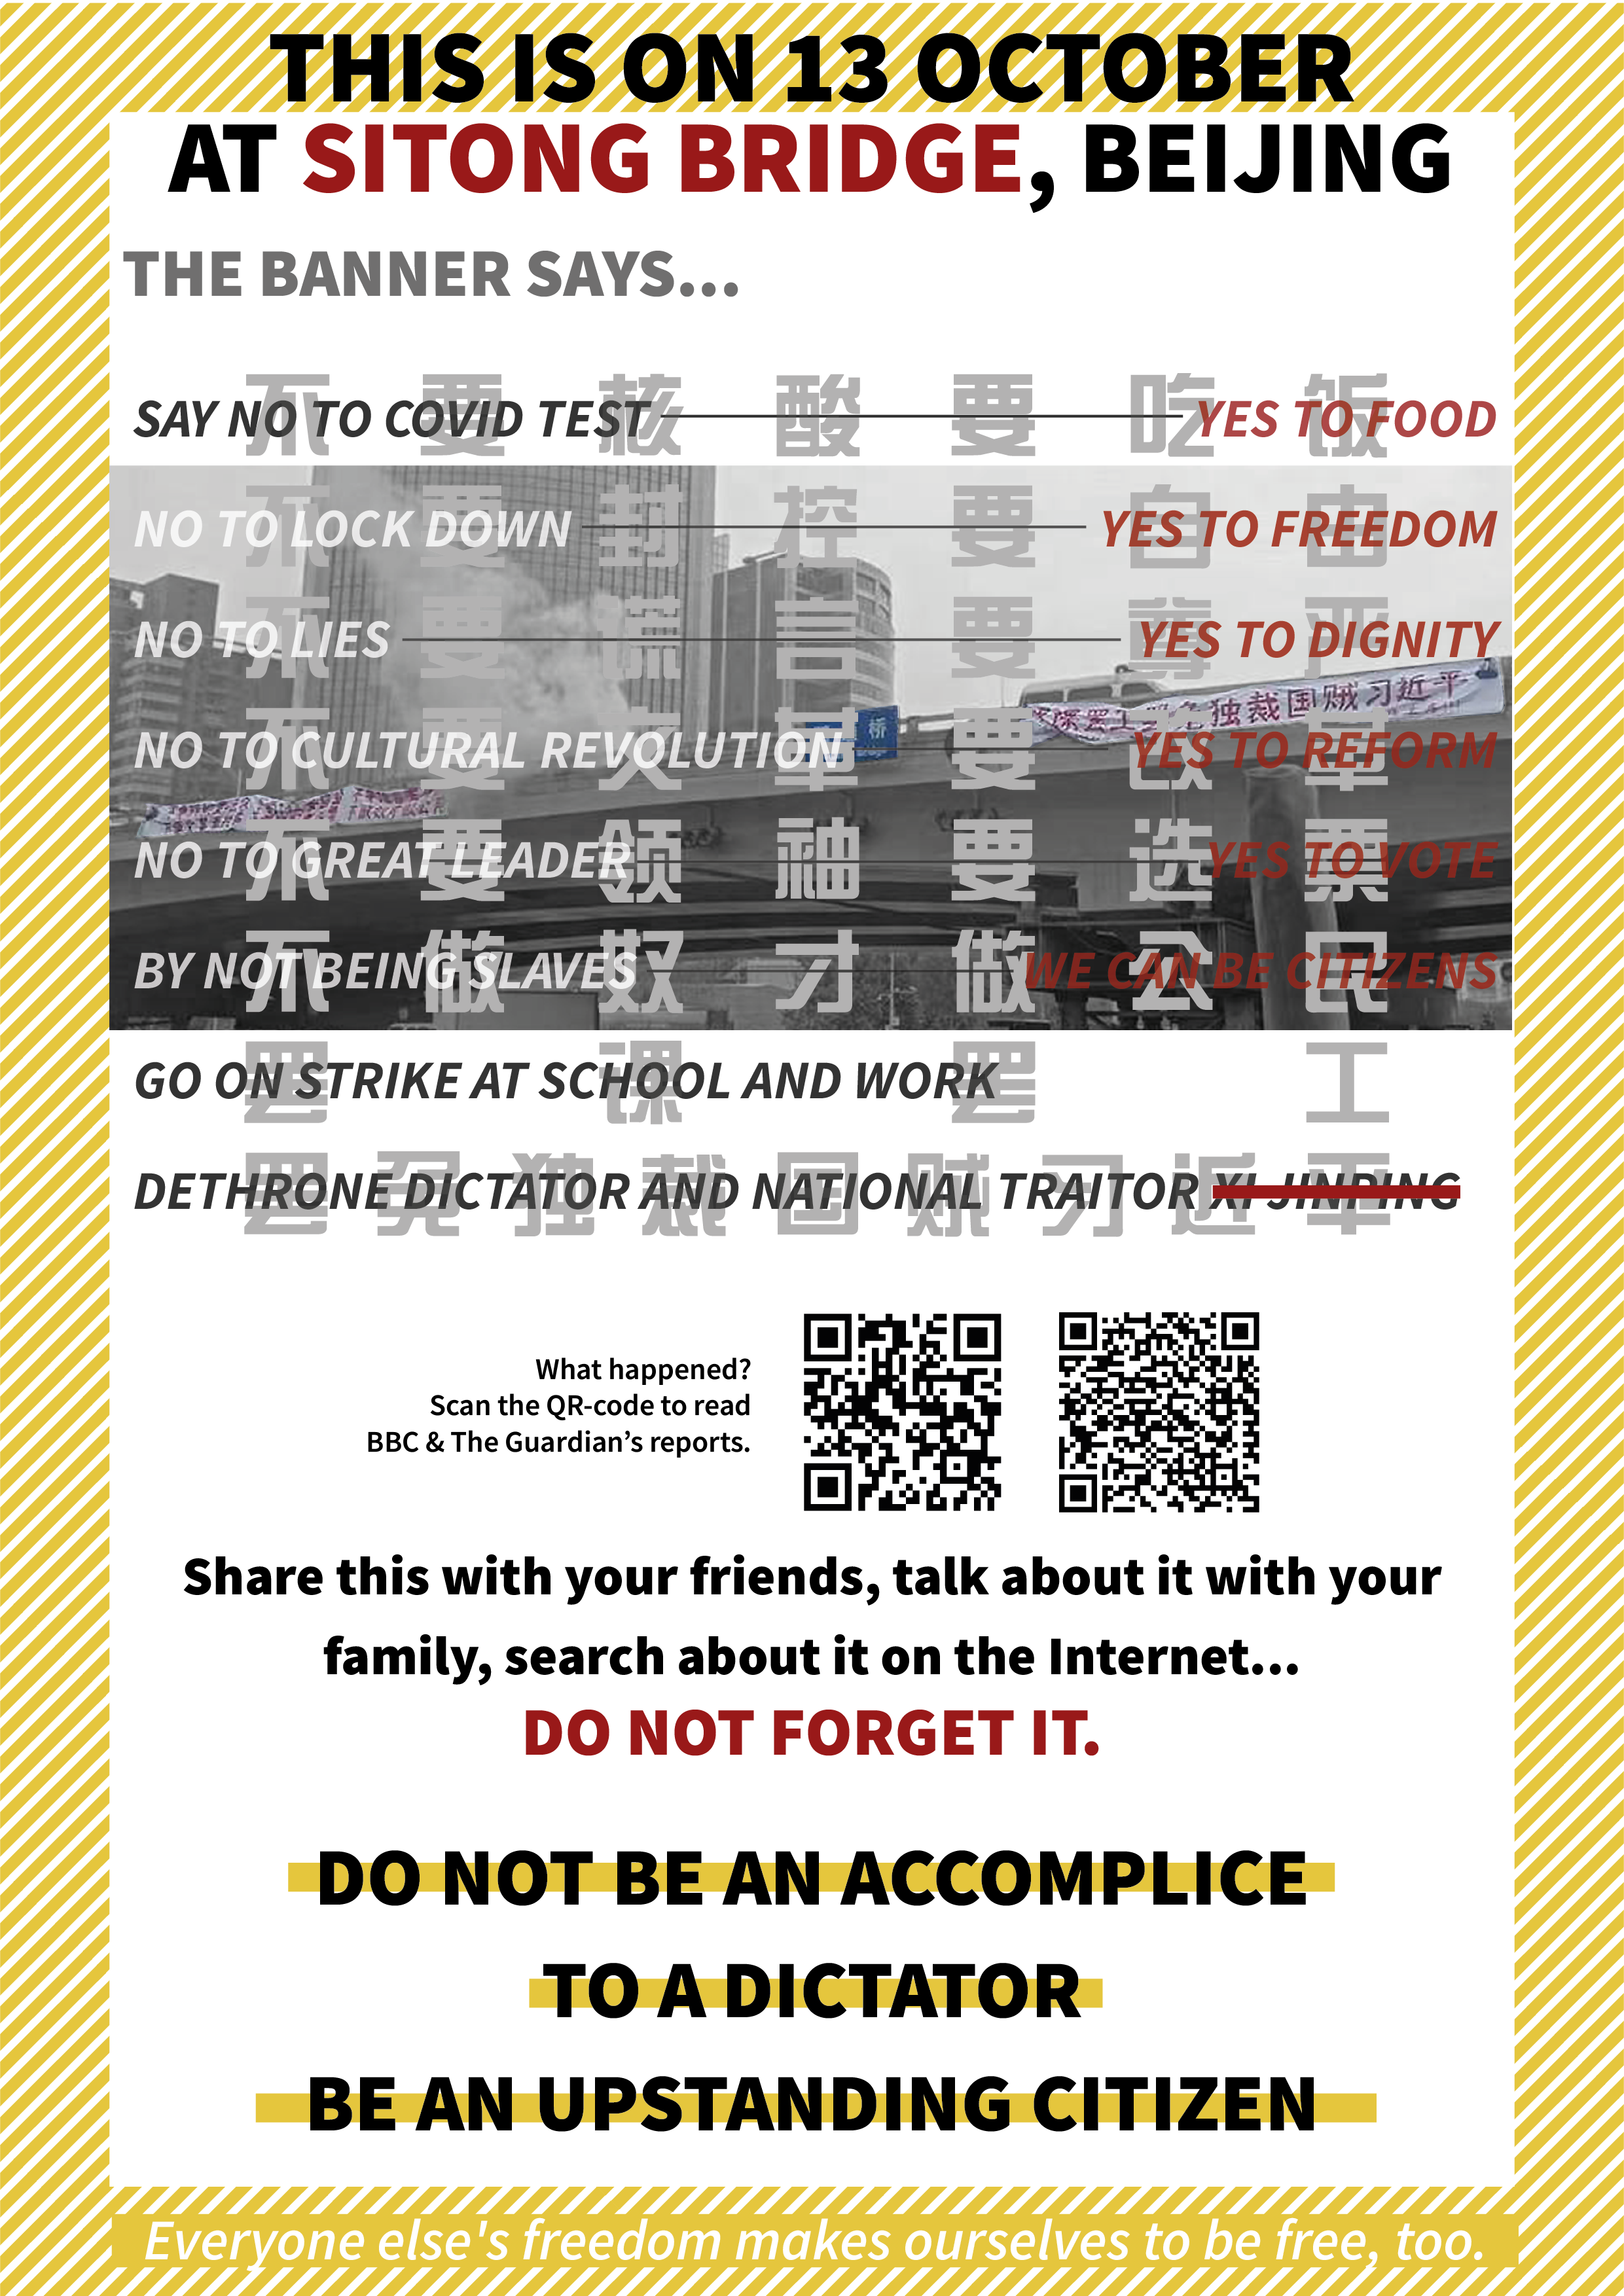 THIS IS ON 13 OCTOBER
AT SITONG BRIDGE, BEIJING
THE BANNER SAYS...
不要核酸要吃饭
SAY NO TO COVID TEST YES TO FOOD
不要封控要自由
NO TO LOCK DOWN YES TO FREEDOM
不要谎言要尊严
NO TO LIES YES TO DIGNITY
独裁国贼习近平
不要文革要改革
NO TO CULTURAL REVOLUTION YES TO REFORM
桥
不要领袖要选票
NO TO GREAT LEADER YES TO VOTE
不做奴才做公民
BY NOT BEING SLAVES WE CAN BE CITIZENS
罢课罢工
GO ON STRIKE AT SCHOOL AND WORK
罢免独裁国贼习近平
DETHRONE DICTATOR AND NATIONAL TRAITOR XI JINPING
What happened?
Scan the QR-code to read
BBC & The Guardian’s reports.
Share this with your friends, talk about it with your
family, search about it on the Internet...
DO NOT FORGET IT.
DO NOT BE AN ACCOMPLICE
TO A DICTATOR
BE AN UPSTANDING CITIZEN
Everyone else's freedom makes ourselves to be free, too.